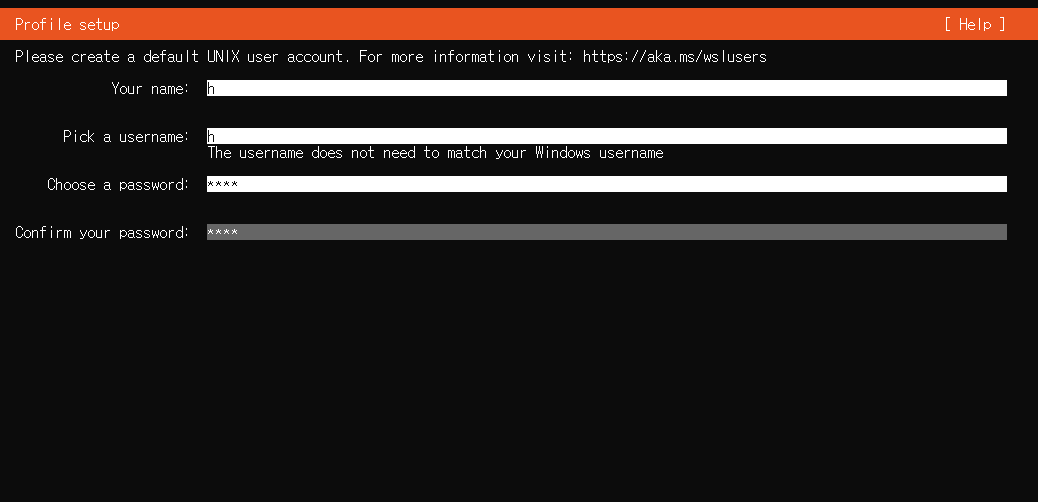 Profile setup [ Help ]
Please create a default UNIX user account. For more information visit: https://aka.ms/wslusers
Your name: h
Pick a username: h
The username does not need to match your Windows username
Choose a password: ****
Confirm your password: ****